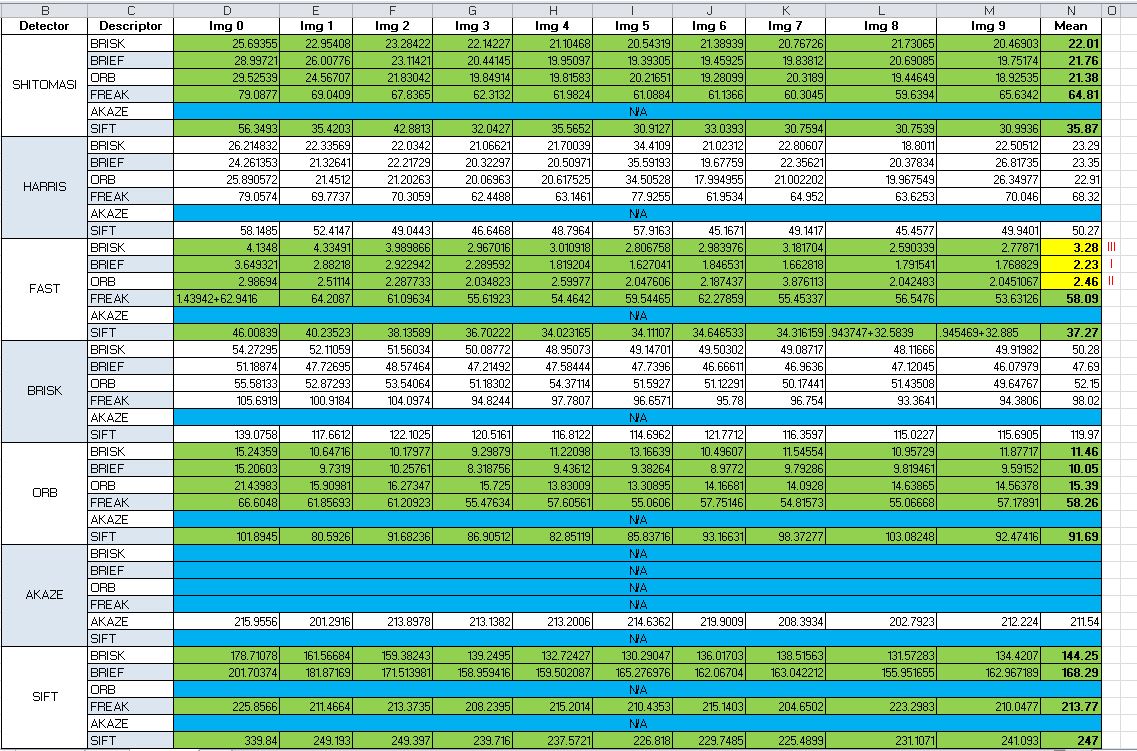 B C D E F G H I J K L M N O
Detector Descriptor Img 0 Img 1 Img 2 Img 3 Img 4 Img 5 Img 6 Img 7 Img 8 Img 9 Mean
SHITOMASI
BRISK 25.69355 22.95408 23.28422 22.14227 21.10468 20.54319 21.38939 20.76726 21.73065 20.46903 22.01
BRIEF 28.99721 26.00776 23.11421 20.44145 19.95097 19.39305 19.45925 19.83812 20.69085 19.75174 21.76
ORB 29.52539 24.56707 21.83042 19.84914 19.81583 20.21651 19.28099 20.3189 19.44649 18.92535 21.38
FREAK 79.0877 69.0409 67.8365 62.3132 61.9824 61.0884 61.1366 60.3045 59.6394 65.6342 64.81
AKAZE N/A
SIFT 56.3493 35.4203 42.8813 32.0427 35.5652 30.9127 33.0393 30.7594 30.7539 30.9936 35.87
HARRIS
BRISK 26.214832 22.33569 22.0342 21.06621 21.70039 34.4109 21.02312 22.80607 18.8011 22.50512 23.29
BRIEF 24.261353 21.32641 22.21729 20.32297 20.50971 35.59193 19.67759 22.35621 20.37834 26.81735 23.35
ORB 25.890572 21.4512 21.20263 20.06963 20.617525 34.50528 17.994955 21.002202 19.967549 26.34977 22.91
FREAK 79.0574 69.7737 70.3059 62.4488 63.1461 77.9255 61.9534 64.952 63.6253 70.046 68.32
AKAZE N/A
SIFT 58.1485 52.4147 49.0443 46.6468 48.7964 57.9163 45.1671 49.1417 45.4577 49.9401 50.27
FAST
BRISK 4.1348 4.33491 3.989866 2.967016 3.010918 2.806758 2.983976 3.181704 2.590339 2.77871 3.28 III
BRIEF 3.649321 2.88218 2.922942 2.289592 1.819204 1.627041 1.846531 1.662818 1.791541 1.768829 2.23 I
ORB 2.98694 2.51114 2.287733 2.034823 2.59977 2.047606 2.187437 3.876113 2.042483 2.0451067 2.46 II
FREAK 1.43942+62.9416 64.2087 61.09634 55.61923 54.4642 59.54465 62.27859 55.45337 56.5476 53.63126 58.09
AKAZE N/A
SIFT 46.00839 40.23523 38.13589 36.70222 34.023165 34.11107 34.646533 34.316159 .943747+32.5839 .945469+32.885 37.27
BRISK
BRISK 54.27295 52.11059 51.56034 50.08772 48.95073 49.14701 49.50302 49.08717 48.11666 49.91982 50.28
BRIEF 51.18874 47.72695 48.57464 47.21492 47.58444 47.7396 46.66611 46.9636 47.12045 46.07979 47.69
ORB 55.58133 52.87293 53.54064 51.18302 54.37114 51.5927 51.12291 50.17441 51.43508 49.64767 52.15
FREAK 105.6919 100.9184 104.0974 94.8244 97.7807 96.6571 95.78 96.754 93.3641 94.3806 98.02
AKAZE N/A
SIFT 139.0758 117.6612 122.1025 120.5161 116.8122 114.6962 121.7712 116.3597 115.0227 115.6905 119.97
ORB
BRISK 15.24359 10.64716 10.17977 9.29879 11.22098 13.16639 10.49607 11.54554 10.95729 11.87717 11.46
BRIEF 15.20603 9.7319 10.25761 8.318756 9.43612 9.38264 8.9772 9.79286 9.819461 9.59152 10.05
ORB 21.43983 15.90981 16.27347 15.725 13.83009 13.30895 14.16681 14.0928 14.63865 14.56378 15.39
FREAK 66.6048 61.85693 61.20923 55.47634 57.60561 55.0606 57.75146 54.81573 55.06668 57.17891 58.26
AKAZE N/A
SIFT 101.8945 80.5926 91.68236 86.90512 82.85119 85.83716 93.16631 98.37277 103.08248 92.47416 91.69
AKAZE
BRISK N/A
BRIEF N/A
ORB N/A
FREAK N/A
AKAZE 215.9556 201.2916 213.8978 213.1382 213.2006 214.6362 219.9009 208.3934 202.7923 212.224 211.54
SIFT N/A
SIFT
BRISK 178.71078 161.56684 159.38243 139.2495 132.72427 130.29047 136.01703 138.51563 131.57283 134.4207 144.25
BRIEF 201.70374 181.87169 171.513981 158.959416 159.502087 165.276976 162.06704 163.042212 155.951655 162.967189 168.29
ORB N/A
FREAK 225.8566 211.4664 213.3735 208.2395 215.2014 210.4353 215.1403 204.6502 223.2983 210.0477 213.77
AKAZE N/A
SIFT 339.84 249.193 249.397 239.716 237.5721 226.818 229.7485 225.4899 231.1071 241.093 247